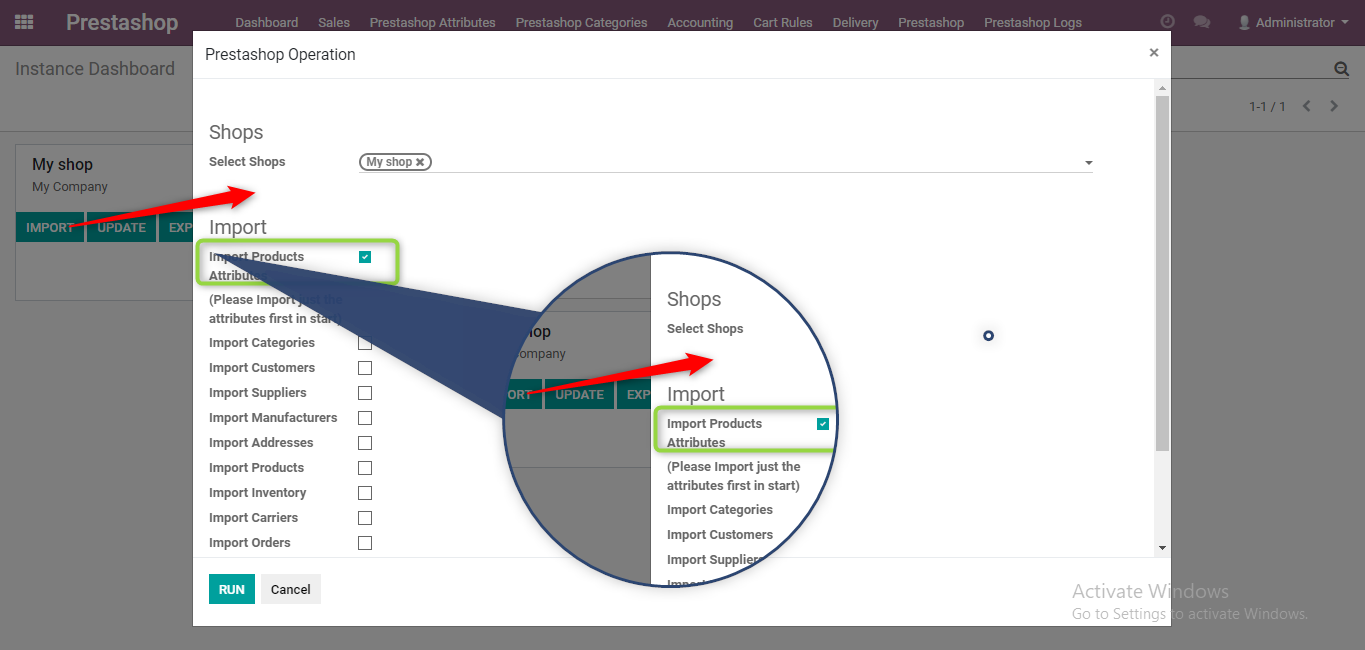 Prestashop Dashboard Sales Prestashop Attributes Prestashop Categories Accounting Cart Rules Delivery Prestashop Prestashop Logs Administrator
Instance Dashboard
1-1 / 1
My shop
My Company
IMPORT UPDATE EXP
Prestashop Operation ×
Shops
Select Shops My shop
Import
Import Products
Attributes
(Please Import just the
attributes first in start)
Import Categories
Import Customers
Import Suppliers
Import Manufacturers
Import Addresses
Import Products
Import Inventory
Import Carriers
Import Orders
RUN Cancel
hop
ompany
ORT UPDATE EXP
Shops
Select Shops
Import
Import Products
Attributes
(Please Import just the
attributes first in start)
Import Categories
Import Customers
Import Suppliers
Activate Windows
Go to Settings to activate Windows.